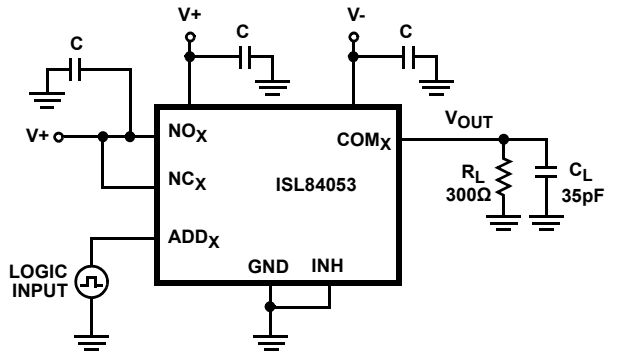 V+
V-
C
C
C
V+
NOX
COMX
VOUT
NCX
ISL84053
RL
300Ω
CL
35pF
ADDX
GND
INH
LOGIC
INPUT